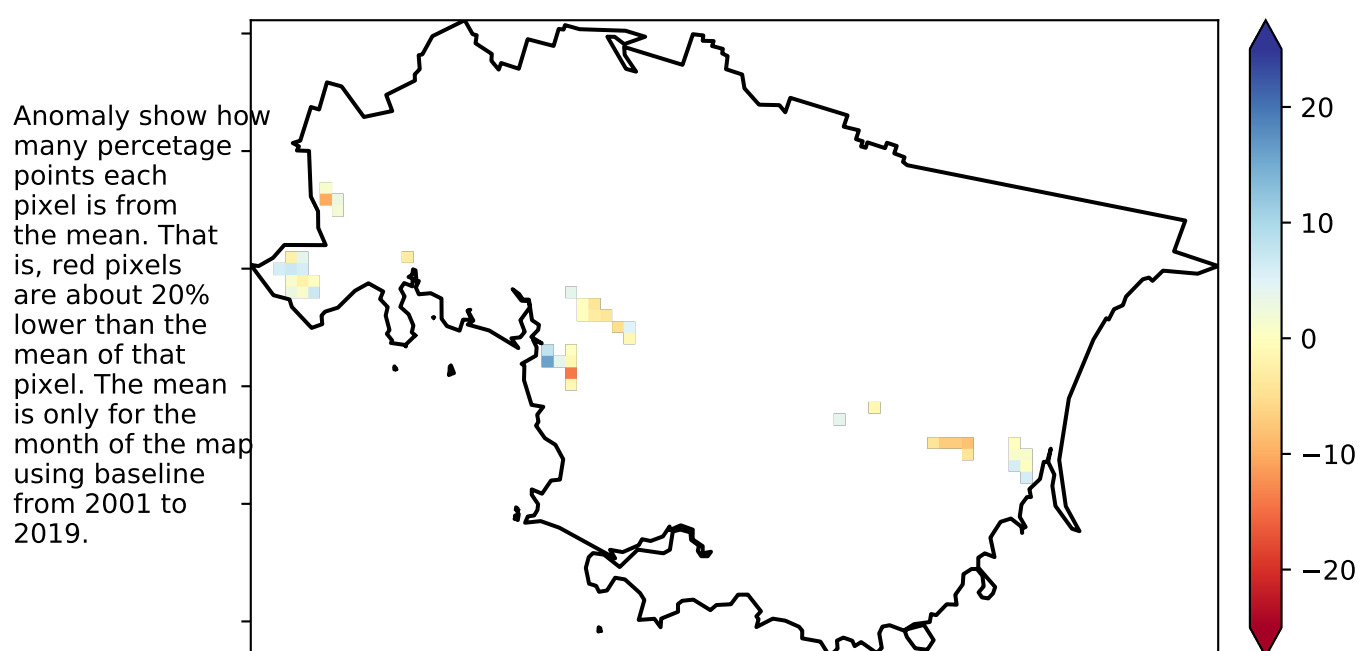 Anomaly show how
many percetage
points each
pixel is from
the mean. That
is, red pixels
are about 20%
lower than the
mean of that
pixel. The mean
is only for the
month of the map
using baseline
from 2001 to
2019.
20
10
0
−10
−20